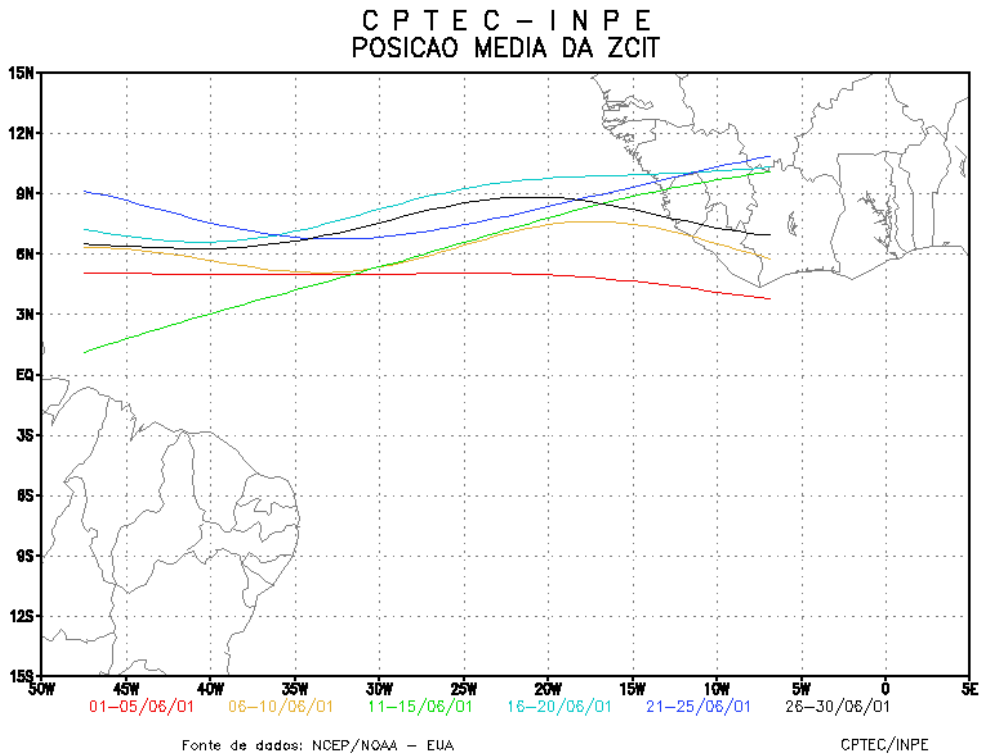 C P T E C - I N P E
POSICAO MEDIA DA ZCIT
15N
12N
9N
6N
3N
EQ
3S
6S
9S
12S
15S
50W 45W 40W 35W 30W 25W 20W 15W 10W 5W 0 5E
01-05/06/01 06-10/06/01 11-15/06/01 16-20/06/01 21-25/06/01 26-30/06/01
Fonte de dados: NCEP/NOAA - EUA CPTEC/INPE